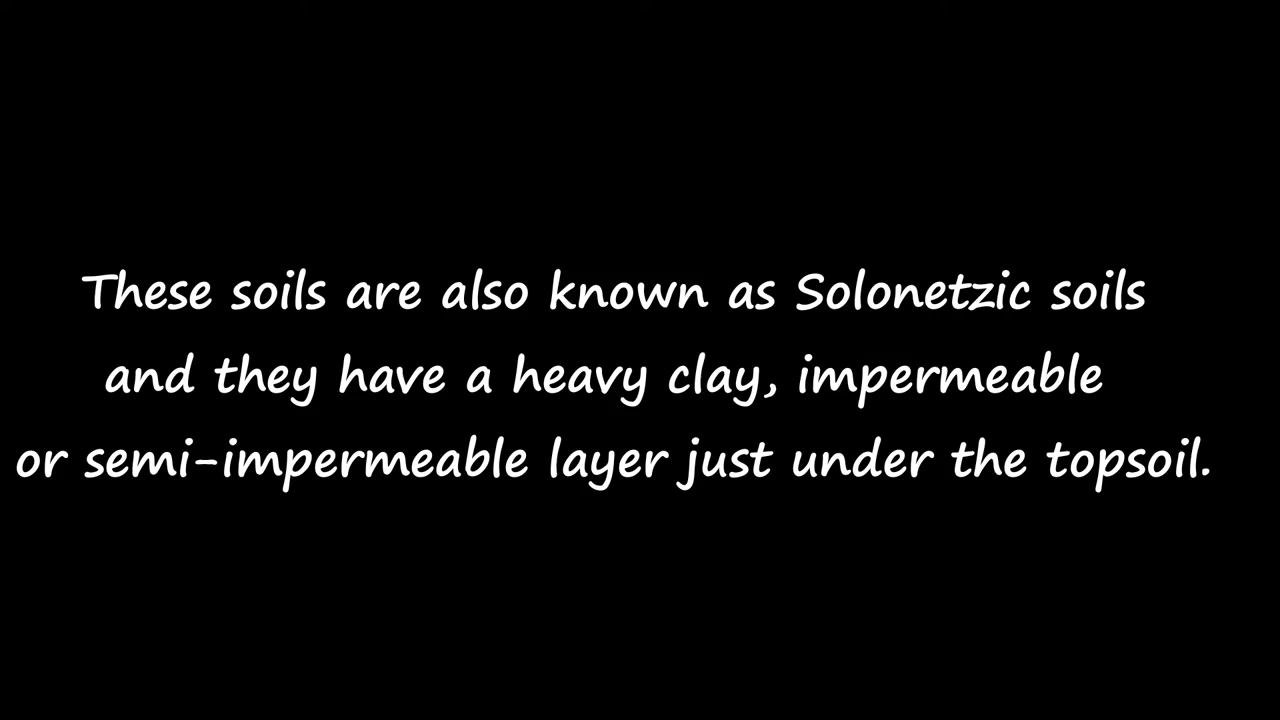 These soils are also known as Solonetzic soils
and they have a heavy clay, impermeable
or semi-impermeable layer just under the topsoil.